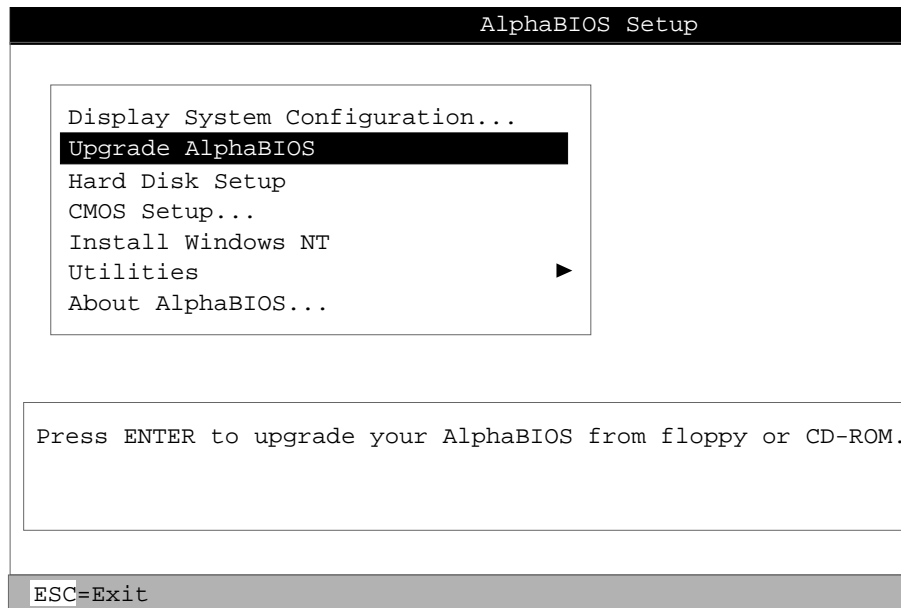 AlphaBIOS Setup
Display System Configuration...
Upgrade AlphaBIOS
Hard Disk Setup
CMOS Setup...
Install Windows NT
Utilities
About AlphaBIOS...
Press ENTER to upgrade your AlphaBIOS from floppy or CD-ROM.
ESC=Exit